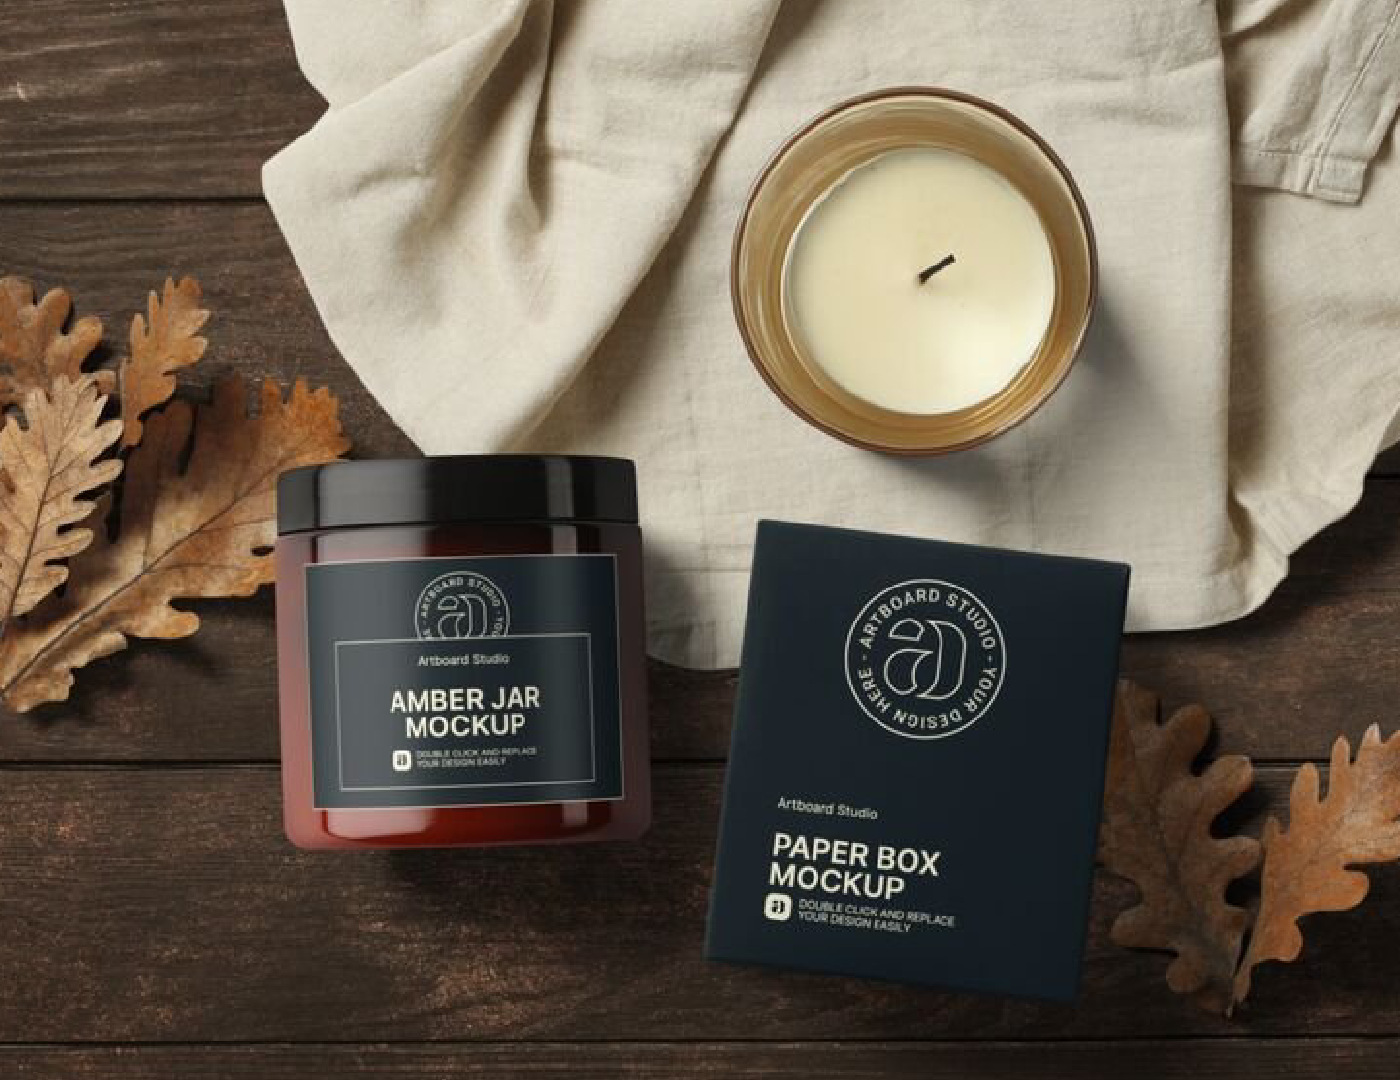 ARTBOARD STUDIO
Artboard Studio
AMBER JAR
MOCKUP
a
DOUBLE CLICK AND REPLACE
YOUR DESIGN EASILY
ARTBOARD STUDIO - YOUR DESIGN HERE -
a
Artboard Studio
PAPER BOX
MOCKUP
a
DOUBLE CLICK AND REPLACE
YOUR DESIGN EASILY